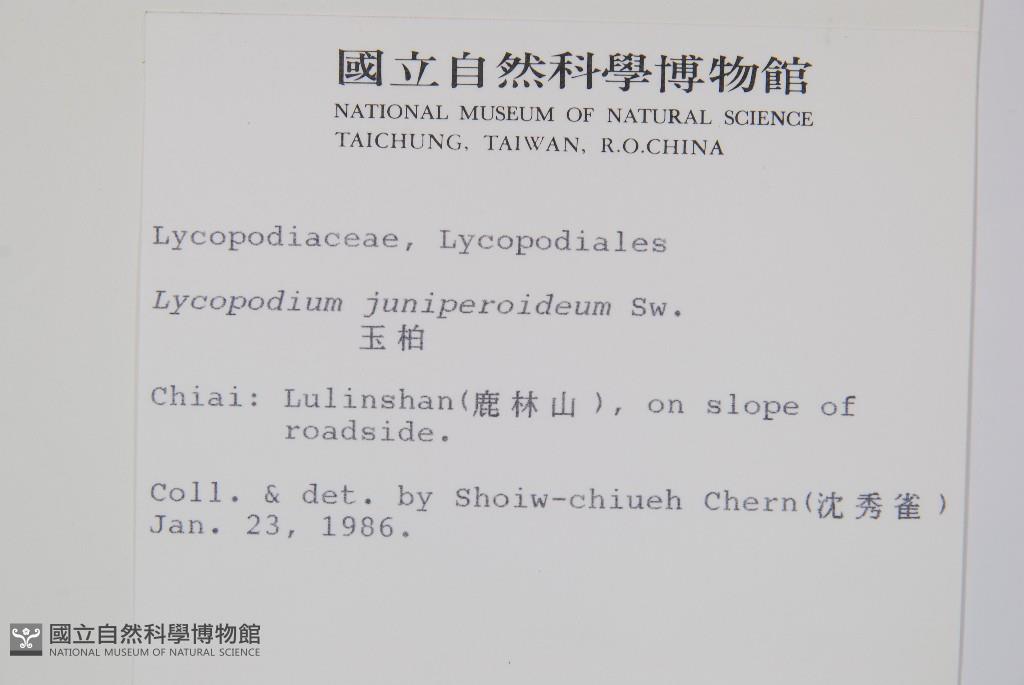 國立自然科學博物館
NATIONAL MUSEUM OF NATURAL SCIENCE
TAICHUNG, TAIWAN, R.O.CHINA
Lycopodiaceae, Lycopodiales
Lycopodium juniperoideum Sw.
玉柏
Chiai: Lulinshan(鹿林山), on slope of
roadside.
Coll. & det. by Shoiw-chiueh Chern(沈秀雀)
Jan. 23, 1986.
國立自然科學博物館
NATIONAL MUSEUM OF NATURAL SCIENCE